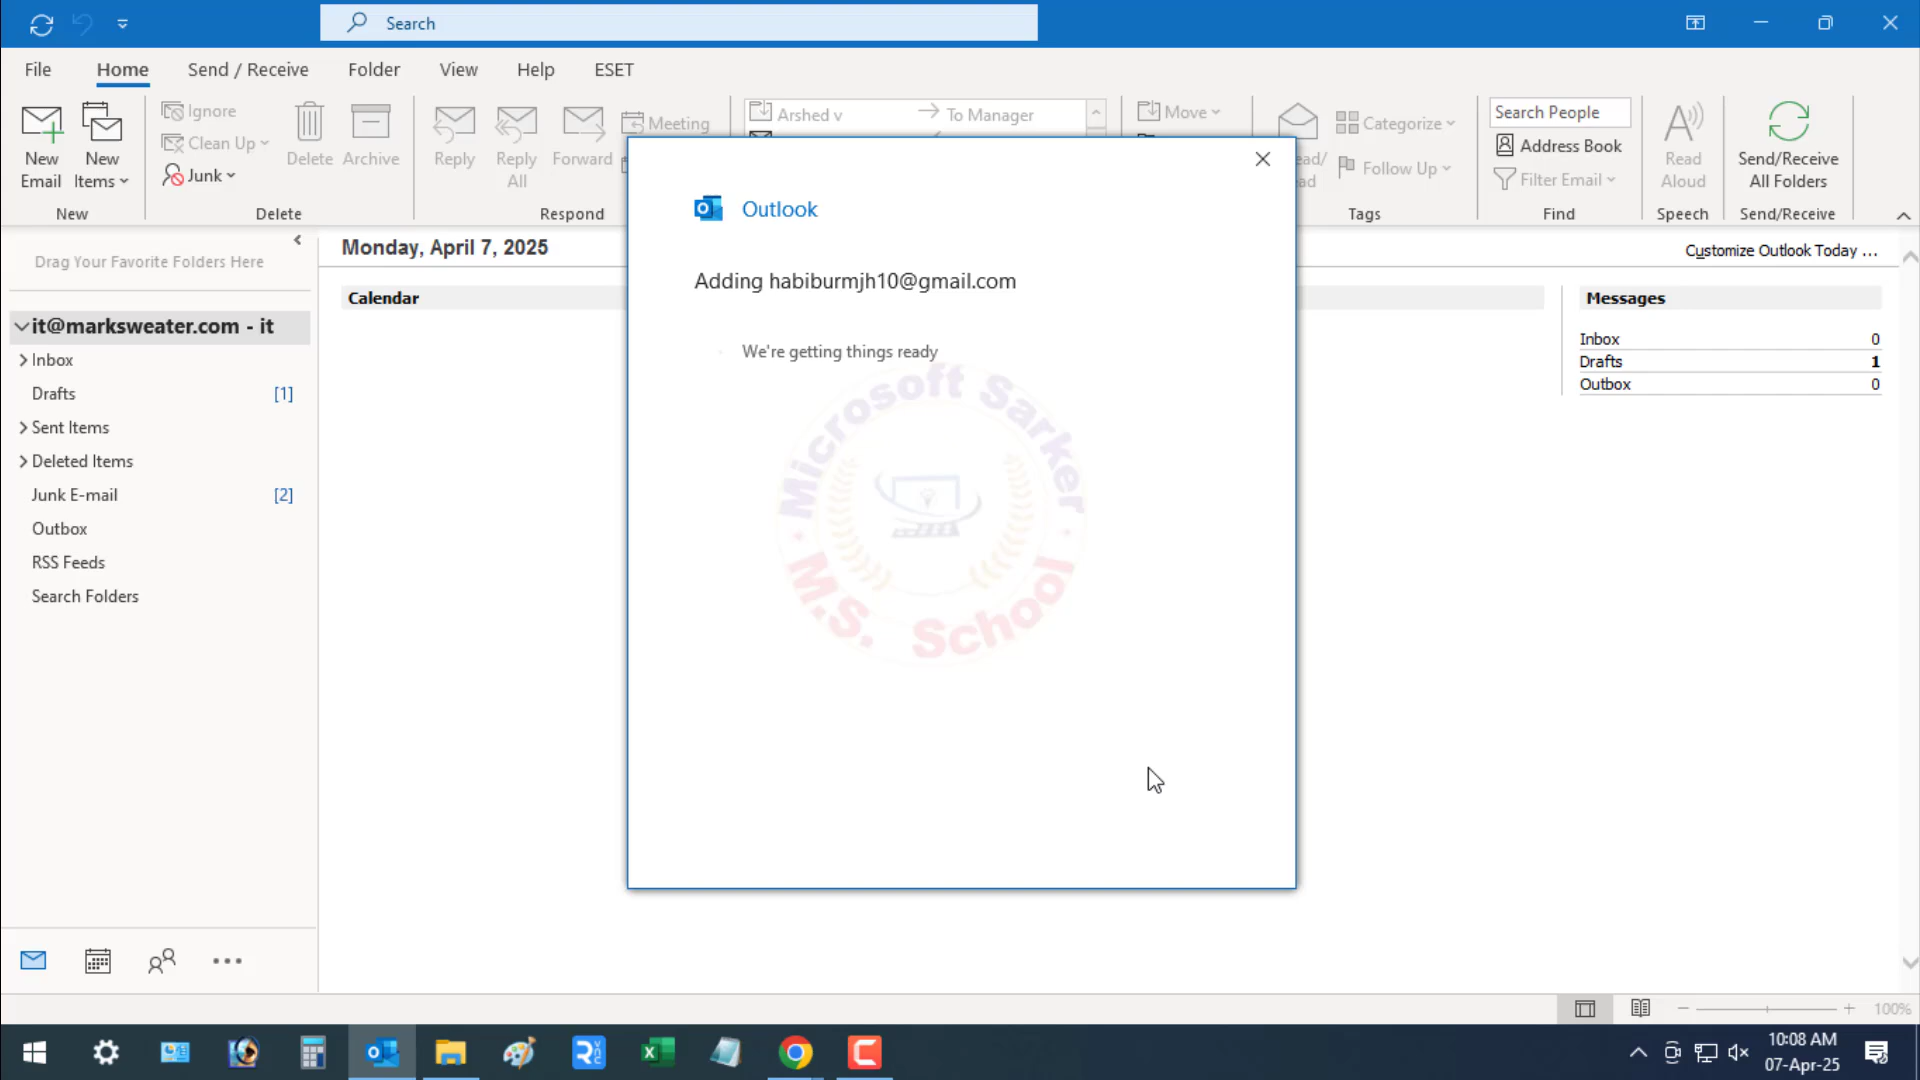 Search
File Home Send / Receive Folder View Help ESET
New Email
New Items
Ignore
Clean Up
Junk
Delete
Archive
Reply
Reply All
Forward
Meeting
Arshed v
To Manager
Move
Categorize
Follow Up
Search People
Address Book
Filter Email
Read Aloud
Send/Receive All Folders
New Delete Respond Tags Find Speech Send/Receive
Drag Your Favorite Folders Here
it@marksweater.com - it
Inbox
Drafts [1]
Sent Items
Deleted Items
Junk E-mail [2]
Outbox
RSS Feeds
Search Folders
Monday, April 7, 2025
Customize Outlook Today ...
Calendar
Messages
Inbox 0
Drafts 1
Outbox 0
Outlook
Adding habiburmjh10@gmail.com
We're getting things ready
Microsoft Sarker
M.S. School
100%
10:08 AM
07-Apr-25